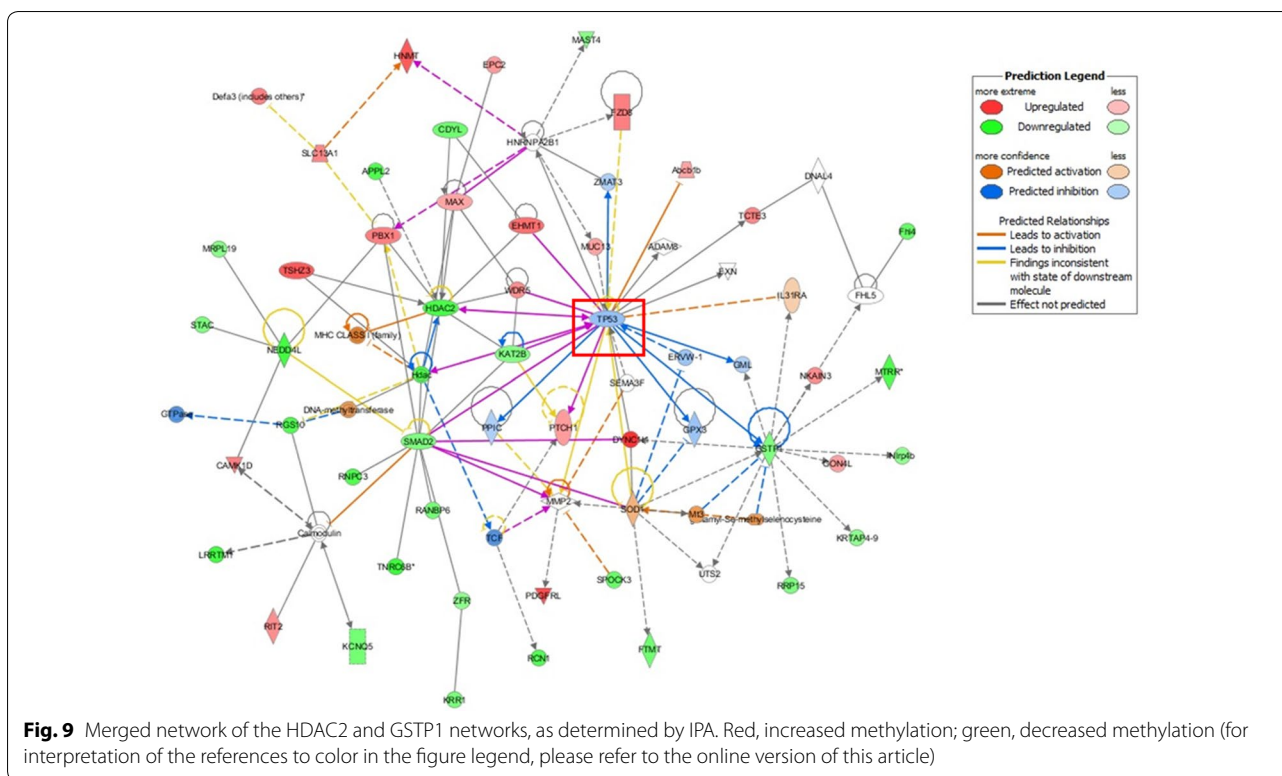 HNMT
MAST4
EPC2
Defa3 (includes others)*
FZD8
CDYL
HNRNPA2B1
SLC13A1
APPL2
ZMAT3
Abcb1b
DNAL4
MAX
TCTE3
EHMT1
PBX1
MUC13
ADAM8
MRPL19
TSHZ3
WDR5
EXN
IL31RA
FHL5
HDAC2
TP53
STAC
MHC CLASS I (family)
NEDD4L
KAT2B
ERVW-1
GML
Hdac
SEMA3F
NKAIN3
MTRR*
DNA-methyltransferase
GTPase
RGS10
PPIC
PTCH1
GPX3
SMAD2
DYNC1I1
GSTP1
Nlrp4b
CAMK1D
CON4L
RNPC3
RANBP6
MMP2
SOD1
Mt3
Calmodulin
TCF
KRTAP4-9
LRRTM1
TNRC6B*
SPOCK3
UTS2
RRP15
ZFR
PDGFRL
RIT2
KCNQ5
RCN1
FTMT
KRR1
Prediction Legend
more extreme less
Upregulated
Downregulated
more confidence less
Predicted activation
Predicted inhibition
Predicted Relationships
Leads to activation
Leads to inhibition
Findings inconsistent
with state of downstream
molecule
Effect not predicted
Fig. 9 Merged network of the HDAC2 and GSTP1 networks, as determined by IPA. Red, increased methylation; green, decreased methylation (for
interpretation of the references to color in the figure legend, please refer to the online version of this article)